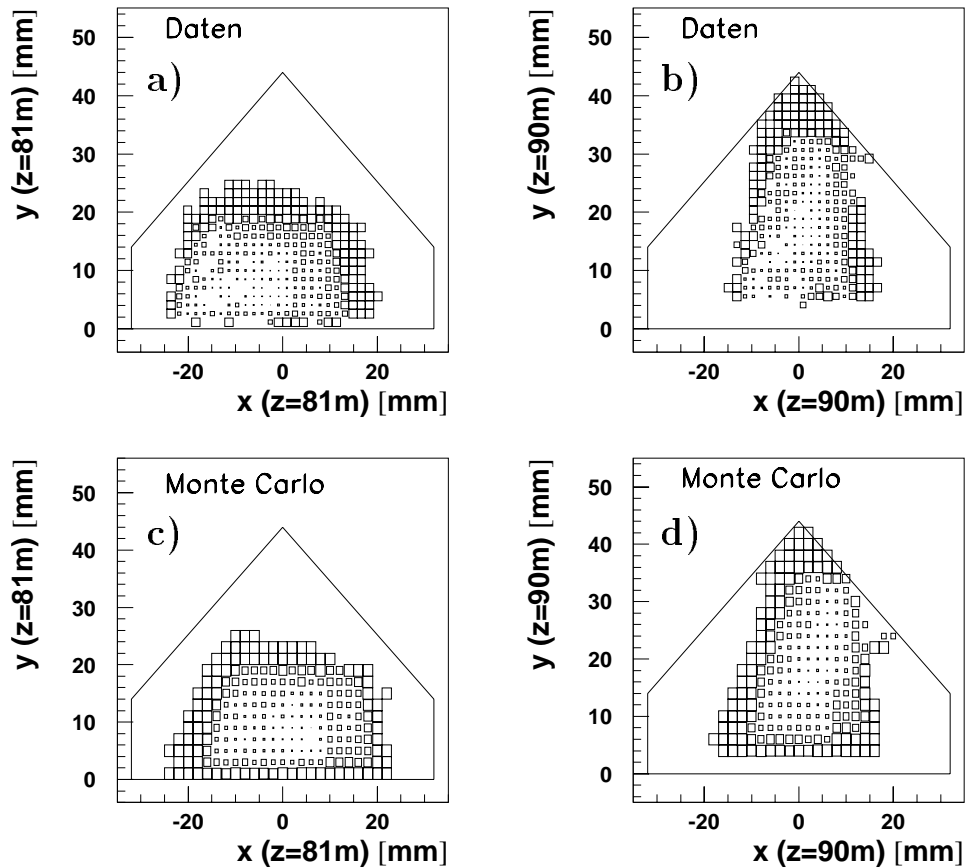 Daten
a)
y (z=81m) [mm]
50
40
30
20
10
0
-20 0 20
x (z=81m) [mm]
Daten
b)
y (z=90m) [mm]
50
40
30
20
10
0
-20 0 20
x (z=90m) [mm]
Monte Carlo
c)
y (z=81m) [mm]
50
40
30
20
10
0
-20 0 20
x (z=81m) [mm]
Monte Carlo
d)
y (z=90m) [mm]
50
40
30
20
10
0
-20 0 20
x (z=90m) [mm]